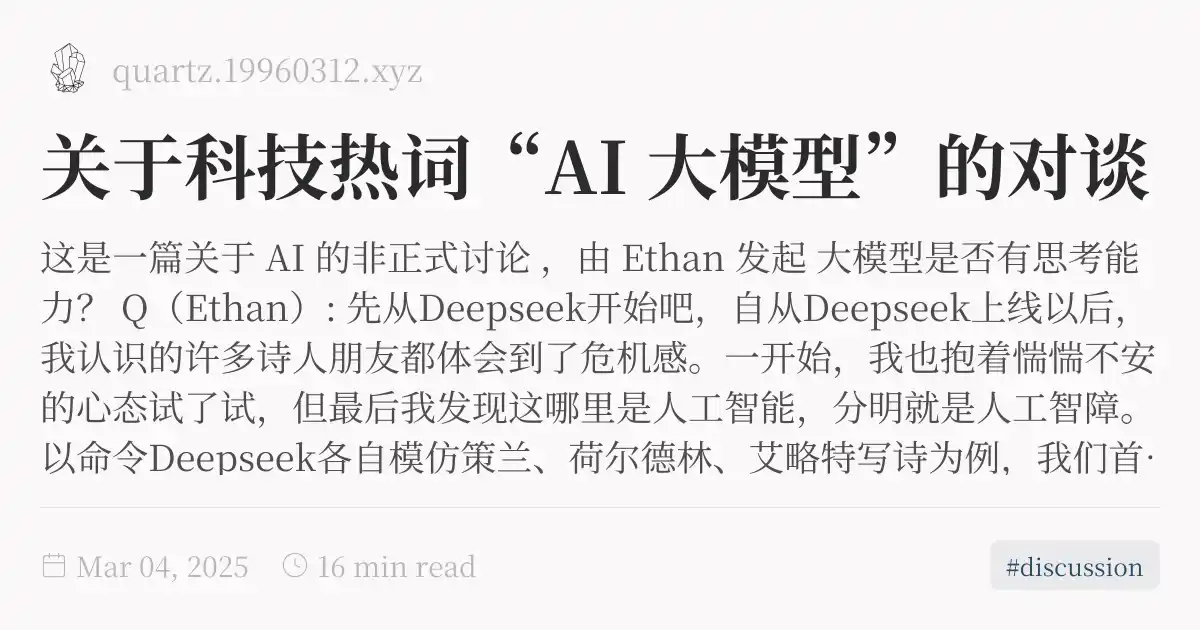 quartz.19960312.xyz
关于科技热词“AI 大模型”的对谈
这是一篇关于 AI 的非正式讨论 ，由 Ethan 发起 大模型是否有思考能
力？ Q（Ethan）: 先从Deepseek开始吧，自从Deepseek上线以后，
我认识的许多诗人朋友都体会到了危机感。一开始，我也抱着惴惴不安
的心态试了试，但最后我发现这哪里是人工智能，分明就是人工智障。
以命令Deepseek各自模仿策兰、荷尔德林、艾略特写诗为例，我们首·
Mar 04, 2025 16 min read
#discussion